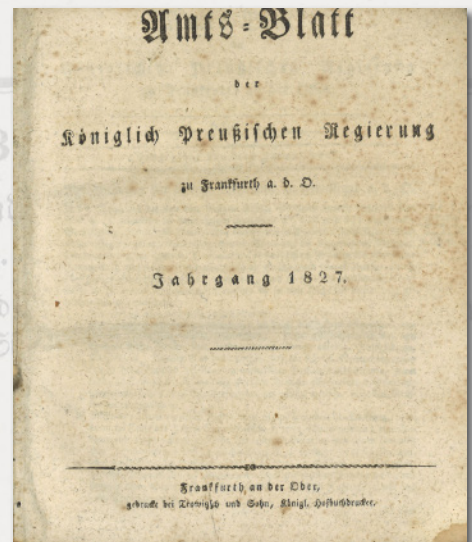 Amts-Blatt
der
Königlich Preußischen Regierung
zu Frankfurth a. d. O.
Jahrgang 1827.
Frankfurth an der Oder,
gedruckt bei Trowitzsch und Sohn, Königl. Hofbuchdrucker.